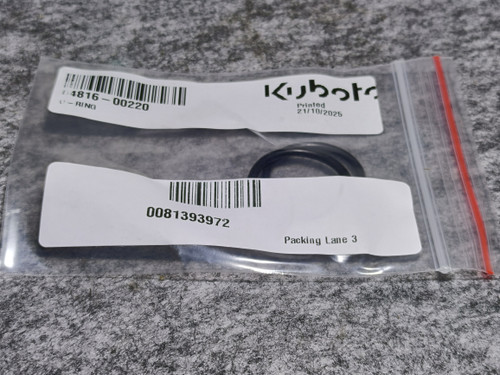 4816-00220
O-RING
Kubota
Printed
21/10/2025
0081393972
Packing Lane 3